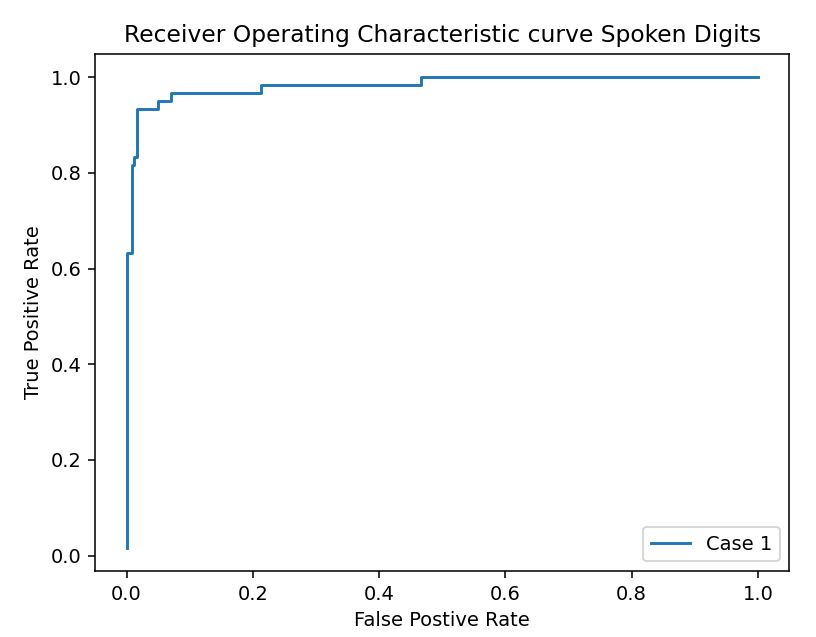 Receiver Operating Characteristic curve Spoken Digits
1.0
0.8
0.6
0.4
0.2
0.0
True Positive Rate
Case 1
0.0 0.2 0.4 0.6 0.8 1.0
False Postive Rate